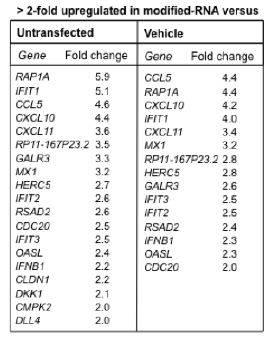 > 2-fold upregulated in modified-RNA versus
Untransfected Vehicle
Gene Fold change Gene Fold change
RAP1A 5.9 CCL5 4.4
IFIT1 5.1 RAP1A 4.4
CCL5 4.6 CXCL10 4.2
CXCL10 4.4 IFIT1 4.0
CXCL11 3.6 CXCL11 3.4
RP11-167P23.2 3.5 MX1 3.2
GALR3 3.3 RP11-167P23.2 2.8
MX1 3.2 HERC5 2.8
HERC5 2.7 GALR3 2.6
IFIT2 2.6 IFIT3 2.5
RSAD2 2.6 IFIT2 2.5
CDC20 2.5 RSAD2 2.4
IFIT3 2.5 IFNB1 2.3
OASL 2.4 OASL 2.3
IFNB1 2.2 CDC20 2.0
CLDN1 2.2
DKK1 2.1
CMPK2 2.0
DLL4 2.0